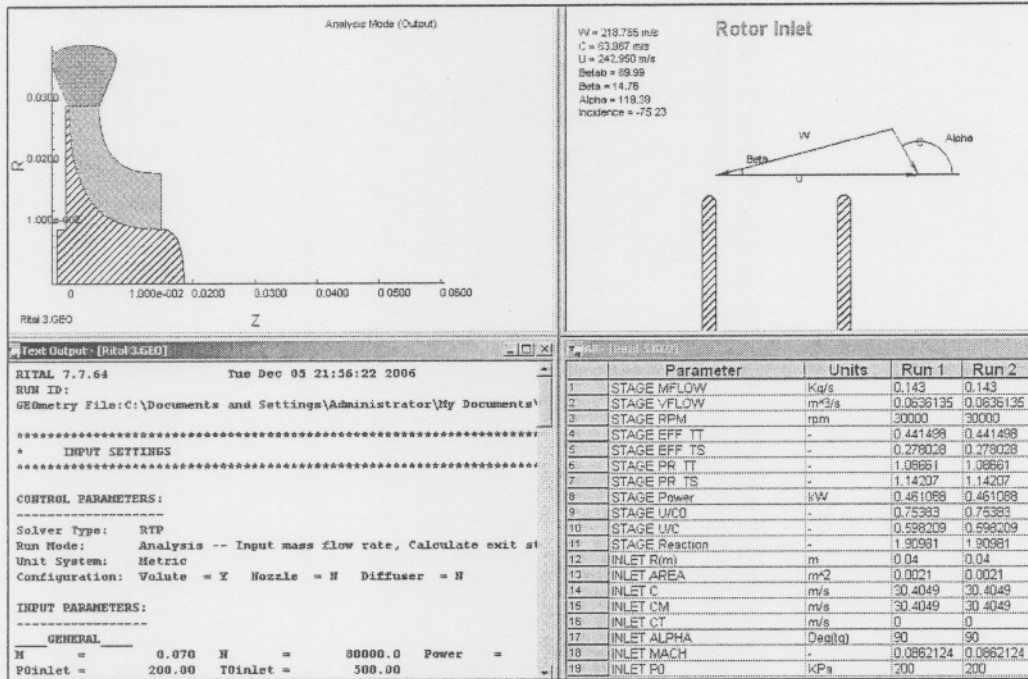 Analysis Mode (Output)
R
0.0300
0.0200
1.000e-002
0 1.000e-002 0.0200 0.0300 0.0400 0.0500 0.0600
Z
Rital 3.GEO
Rotor Inlet
W = 218.765 m/s
C = 63.967 m/s
U = 242.950 m/s
Betab = 89.99
Beta = 14.76
Alpha = 119.39
Incidence = -75.23
W
C
Alpha
Beta
U
Text Output - [Rital 3.GEO]
RITAL 7.7.64 Tue Dec 05 21:56:22 2006
RUN ID:
GEOmetry File:C:\Documents and Settings\Administrator\My Documents\
******************************************************************
* INPUT SETTINGS
******************************************************************
CONTROL PARAMETERS:
-------------------
Solver Type: RTP
Run Mode: Analysis -- Input mass flow rate, Calculate exit st
Unit System: Metric
Configuration: Volute = Y Nozzle = N Diffuser = N
INPUT PARAMETERS:
-----------------
____GENERAL____
M = 0.070 N = 80000.0 Power =
P0inlet = 200.00 T0inlet = 500.00
Parameter Units Run 1 Run 2
1 STAGE MFLOW Kg/s 0.143 0.143
2 STAGE VFLOW m^3/s 0.0636135 0.0636135
3 STAGE RPM rpm 30000 30000
4 STAGE EFF_TT - 0.441498 0.441498
5 STAGE EFF_TS - 0.278028 0.278028
6 STAGE PR_TT - 1.08661 1.08661
7 STAGE PR_TS - 1.14207 1.14207
8 STAGE Power kW 0.461088 0.461088
9 STAGE U/C0 - 0.75383 0.75383
10 STAGE U/C - 0.598209 0.598209
11 STAGE Reaction - 1.90981 1.90981
12 INLET R(m) m 0.04 0.04
13 INLET AREA m^2 0.0021 0.0021
14 INLET C m/s 30.4049 30.4049
15 INLET CM m/s 30.4049 30.4049
16 INLET CT m/s 0 0
17 INLET ALPHA Deg(tg) 90 90
18 INLET MACH - 0.0862124 0.0862124
19 INLET P0 KPa 200 200